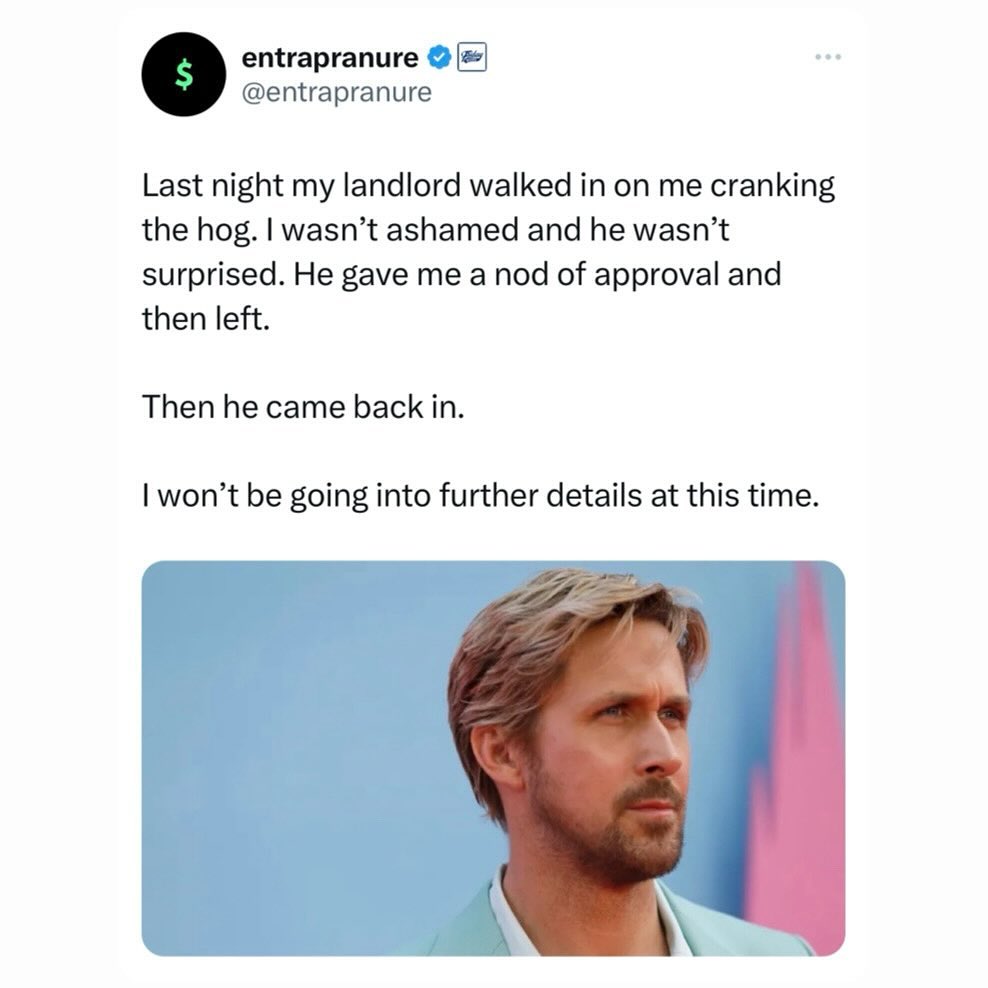 $
entrapranure
@entrapranure
Last night my landlord walked in on me cranking
the hog. I wasn’t ashamed and he wasn’t
surprised. He gave me a nod of approval and
then left.
Then he came back in.
I won’t be going into further details at this time.